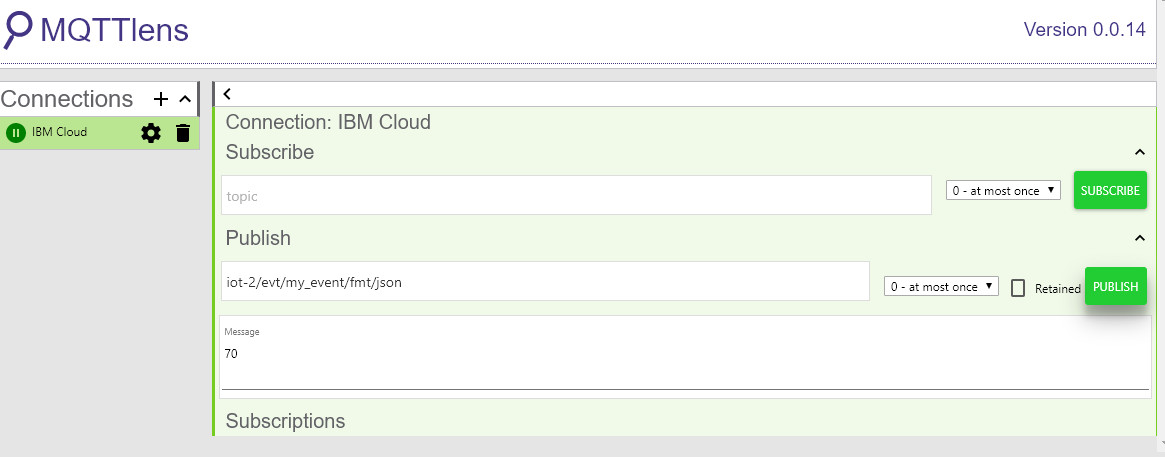 MQTTlens
Version 0.0.14
Connections
IBM Cloud
Connection: IBM Cloud
Subscribe
topic
0 - at most once
SUBSCRIBE
Publish
iot-2/evt/my_event/fmt/json
0 - at most once
Retained
PUBLISH
Message
70
Subscriptions